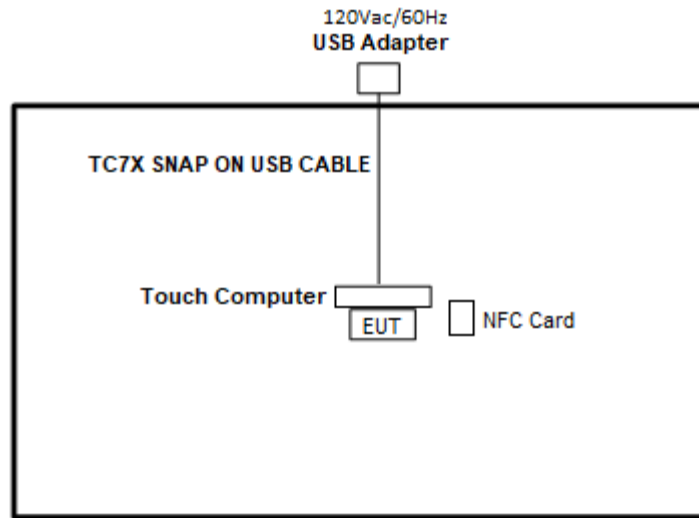 120Vac/60Hz
USB Adapter
TC7X SNAP ON USB CABLE
Touch Computer
EUT
NFC Card